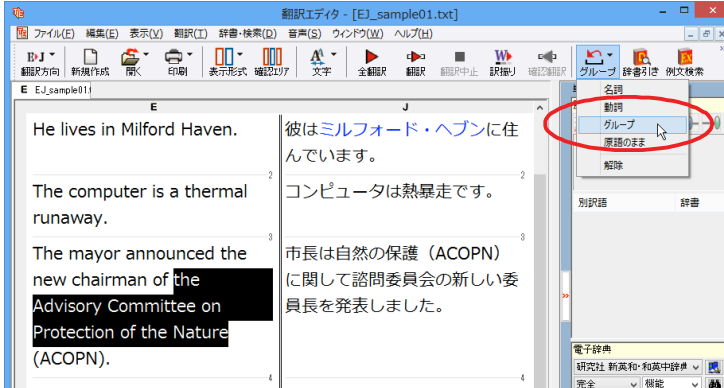 翻訳エディタ - [EJ_sample01.txt]
ファイル(F) 編集(E) 表示(V) 翻訳(T) 辞書・検索(D) 音声(S) ウィンドウ(W) ヘルプ(H)
E›J
翻訳方向 新規作成 開く 印刷 表示形式 確認エリア 文字 全翻訳 翻訳 翻訳中止 訳振り 確認翻訳 グループ 辞書引き 例文検索
E EJ_sample01.t
名詞
動詞
グループ
原語のまま
解除
E J
He lives in Milford Haven.
彼はミルフォード・ヘブンに住
んでいます。
2 2
The computer is a thermal
runaway.
コンピュータは熱暴走です。
3 3
The mayor announced the
new chairman of the
Advisory Committee on
Protection of the Nature
(ACOPN).
市長は自然の保護（ACOPN）
に関して諮問委員会の新しい委
員長を発表しました。
4 4
別訳語 辞書
電子辞典
研究社 新英和・和英中辞典
完全 機能